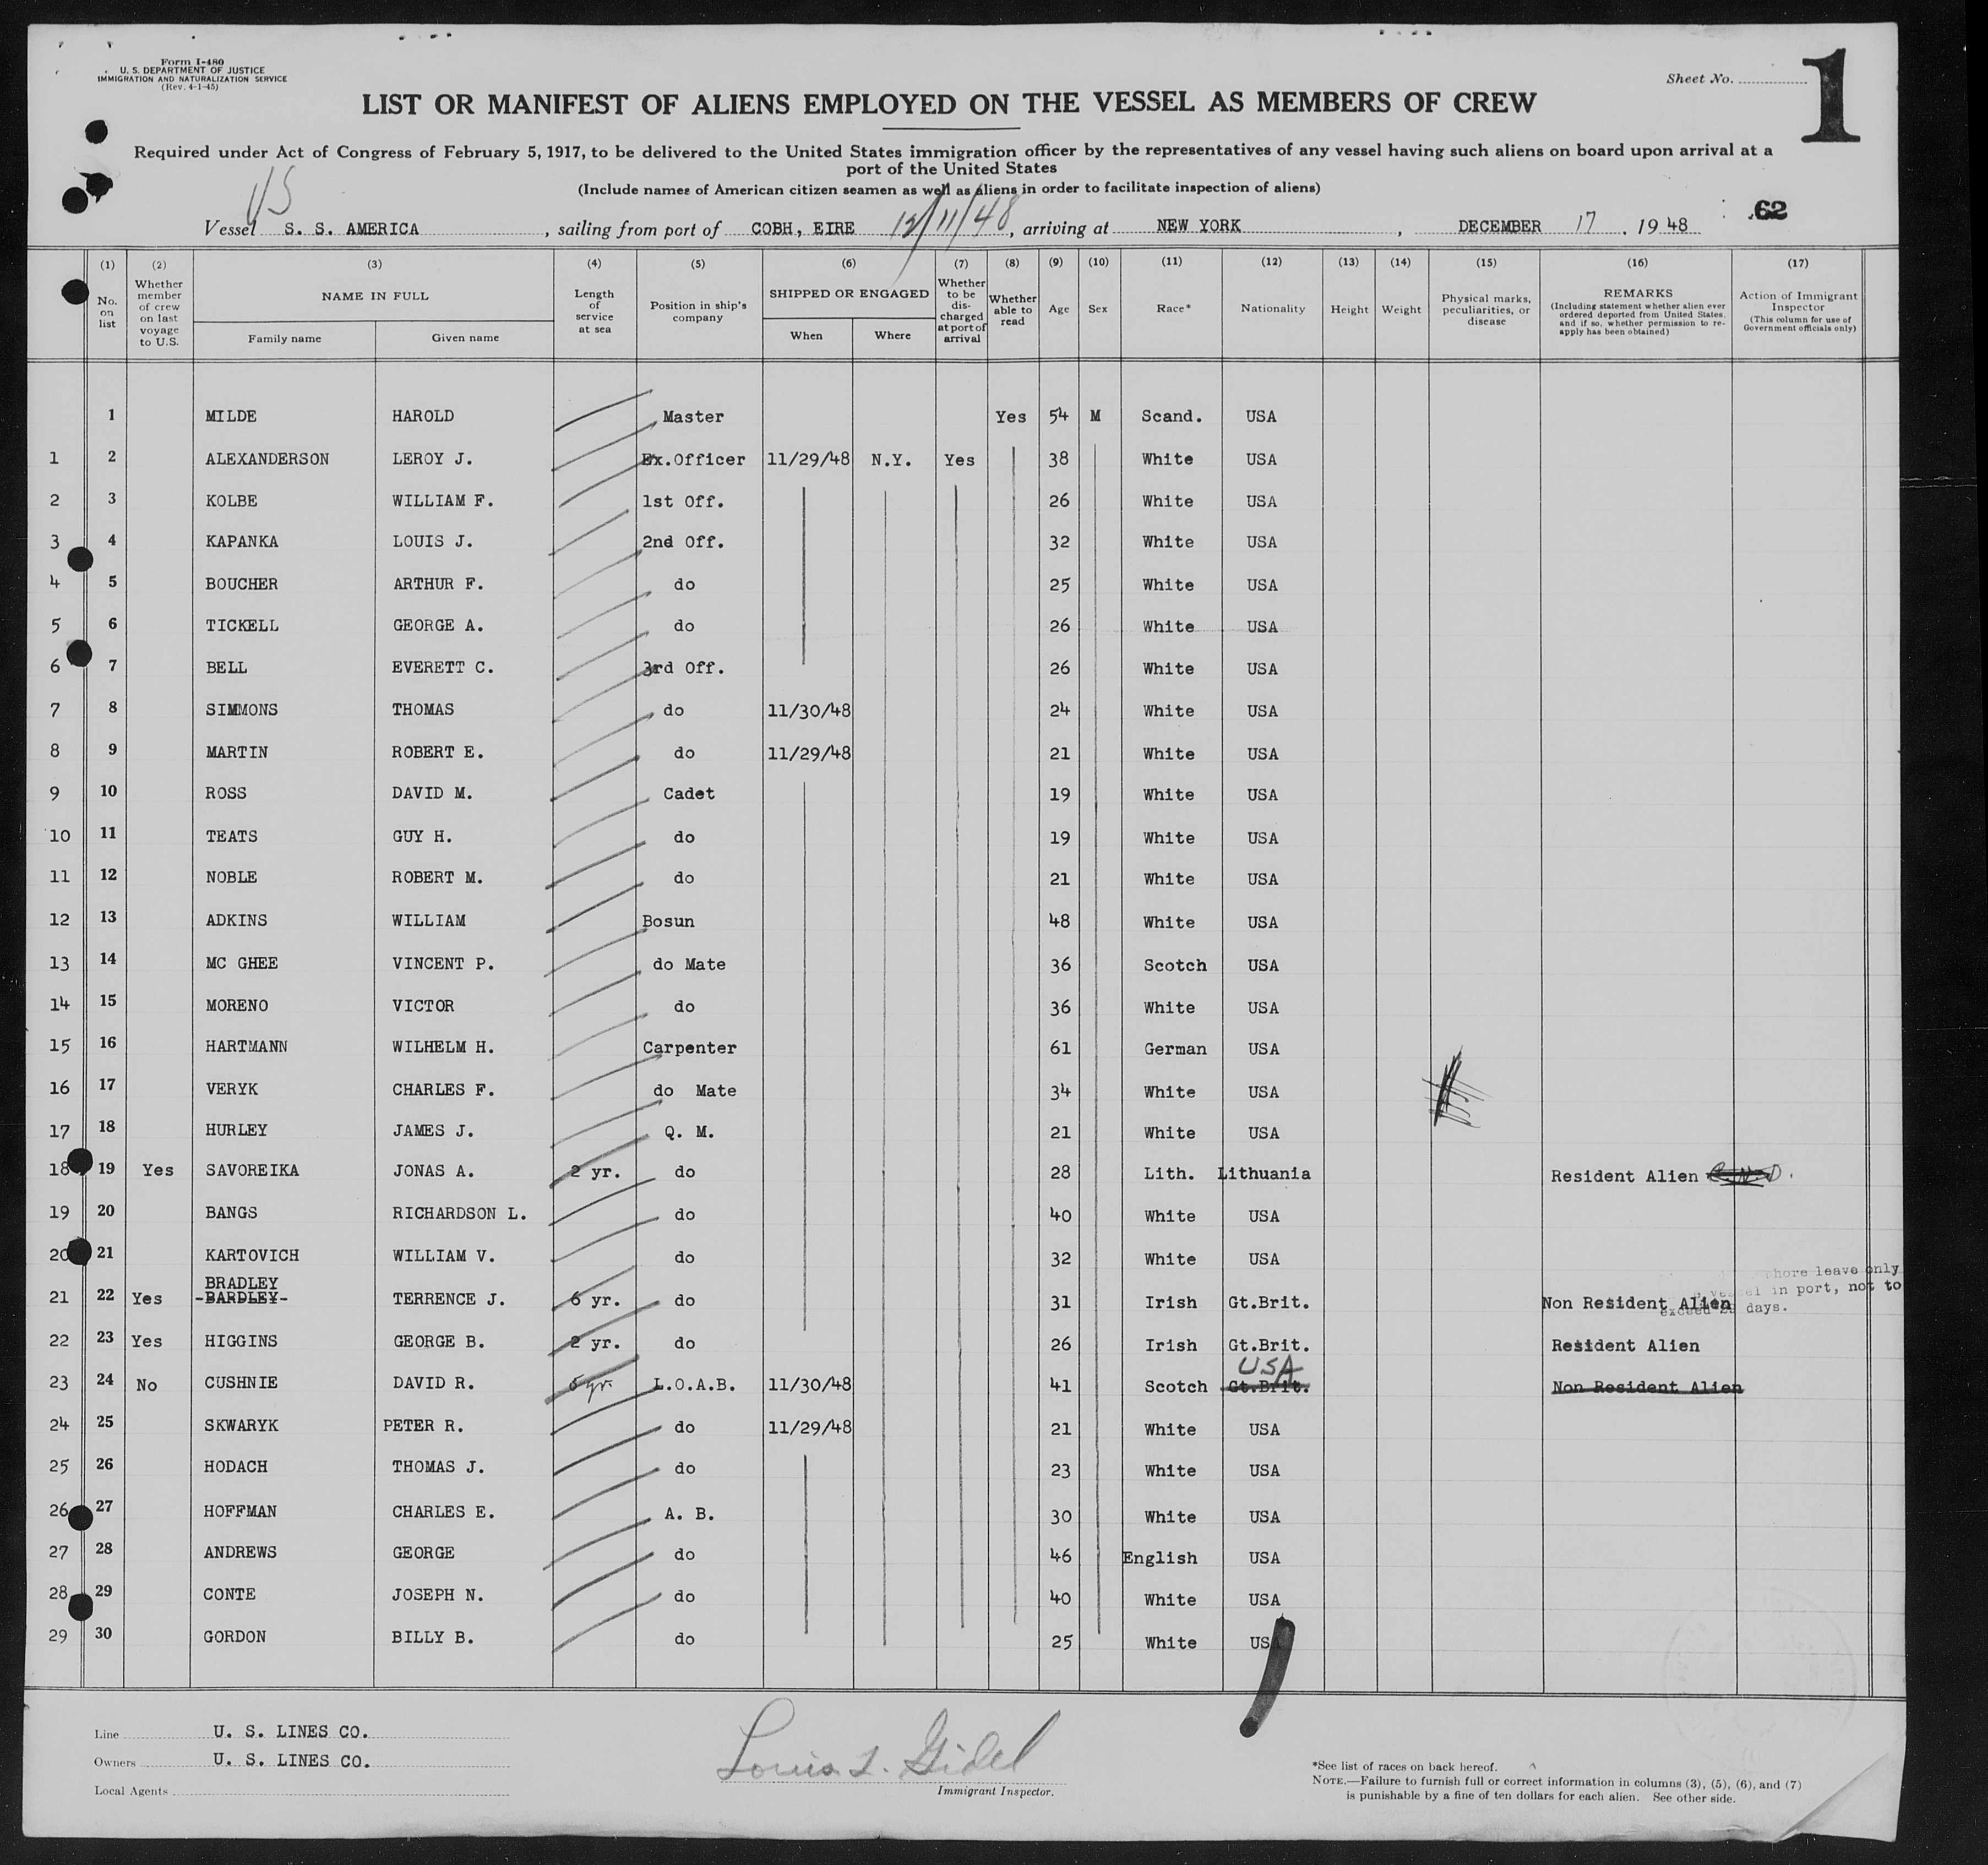 Form I-480
U. S. DEPARTMENT OF JUSTICE
IMMIGRATION AND NATURALIZATION SERVICE
(Rev. 4-1-45)
Sheet No.
1
LIST OR MANIFEST OF ALIENS EMPLOYED ON THE VESSEL AS MEMBERS OF CREW
Required under Act of Congress of February 5, 1917, to be delivered to the United States immigration officer by the representatives of any vessel having such aliens on board upon arrival at a
port of the United States
(Include names of American citizen seamen as well as aliens in order to facilitate inspection of aliens)
US
62
Vessel S. S. AMERICA, sailing from port of COBH, EIRE 12/11/48, arriving at NEW YORK, DECEMBER 17, 1948
(1) (2) (3) (4) (5) (6) (7) (8) (9) (10) (11) (12) (13) (14) (15) (16) (17)
No. on list
Whether member of crew on last voyage to U.S.
NAME IN FULL
Family name
Given name
Length of service at sea
Position in ship's company
SHIPPED OR ENGAGED
When
Where
Whether to be discharged at port of arrival
Whether able to read
Age
Sex
Race*
Nationality
Height
Weight
Physical marks, peculiarities, or disease
REMARKS
(Including statement whether alien ever ordered deported from United States, and if so, whether permission to reapply has been obtained)
Action of Immigrant Inspector
(This column for use of Government officials only)
1 MILDE HAROLD Master Yes 54 M Scand. USA
1 2 ALEXANDERSON LEROY J. Ex.Officer 11/29/48 N.Y. Yes 38 White USA
2 3 KOLBE WILLIAM F. 1st Off. 26 White USA
3 4 KAPANKA LOUIS J. 2nd Off. 32 White USA
4 5 BOUCHER ARTHUR F. do 25 White USA
5 6 TICKELL GEORGE A. do 26 White USA
6 7 BELL EVERETT C. 3rd Off. 26 White USA
7 8 SIMMONS THOMAS do 11/30/48 24 White USA
8 9 MARTIN ROBERT E. do 11/29/48 21 White USA
9 10 ROSS DAVID M. Cadet 19 White USA
10 11 TEATS GUY H. do 19 White USA
11 12 NOBLE ROBERT M. do 21 White USA
12 13 ADKINS WILLIAM Bosun 48 White USA
13 14 MC GHEE VINCENT P. do Mate 36 Scotch USA
14 15 MORENO VICTOR do 36 White USA
15 16 HARTMANN WILHELM H. Carpenter 61 German USA
16 17 VERYK CHARLES F. do Mate 34 White USA
17 18 HURLEY JAMES J. Q. M. 21 White USA
18 19 Yes SAVOREIKA JONAS A. 2 yr. do 28 Lith. Lithuania Resident Alien
19 20 BANGS RICHARDSON L. do 40 White USA
20 21 KARTOVICH WILLIAM V. do 32 White USA
BRADLEY
21 22 Yes -BARDLEY- TERRENCE J. 6 yr. do 31 Irish Gt.Brit. Non Resident Alien
shore leave only
vessel in port, not to
exceed 29 days.
22 23 Yes HIGGINS GEORGE B. 2 yr. do 26 Irish Gt.Brit. Resident Alien
USA
23 24 No CUSHNIE DAVID R. 5 yr. L.O.A.B. 11/30/48 41 Scotch Gt.Brit. Non Resident Alien
24 25 SKWARYK PETER R. do 11/29/48 21 White USA
25 26 HODACH THOMAS J. do 23 White USA
26 27 HOFFMAN CHARLES E. A. B. 30 White USA
27 28 ANDREWS GEORGE do 46 English USA
28 29 CONTE JOSEPH N. do 40 White USA
29 30 GORDON BILLY B. do 25 White USA
Line U. S. LINES CO.
Owners U. S. LINES CO.
Local Agents
Louis L. Gidel
Immigrant Inspector.
*See list of races on back hereof.
NOTE.—Failure to furnish full or correct information in columns (3), (5), (6), and (7)
is punishable by a fine of ten dollars for each alien. See other side.